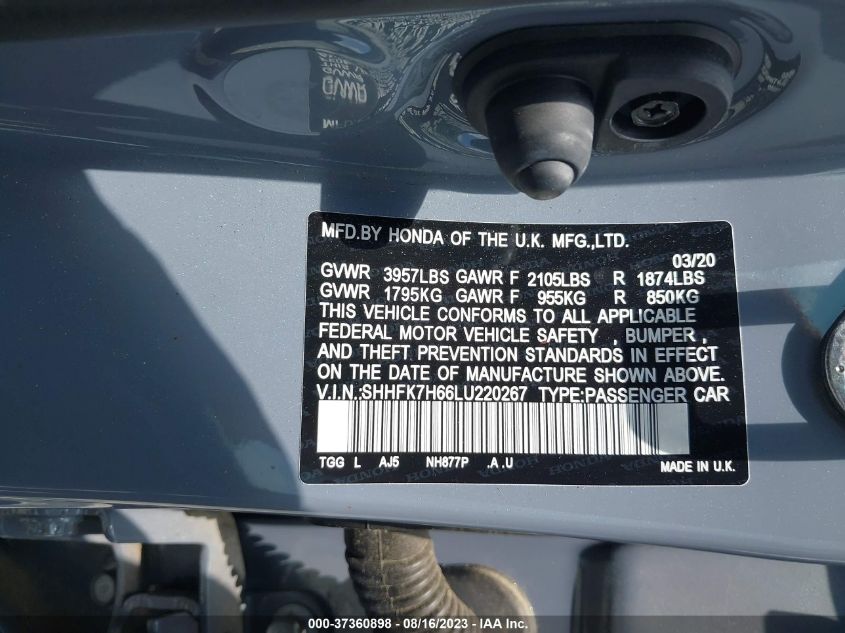 AWD
MFD.BY HONDA OF THE U.K. MFG.,LTD.
03/20
GVWR 3957LBS GAWR F 2105LBS R 1874LBS
GVWR 1795KG GAWR F 955KG R 850KG
THIS VEHICLE CONFORMS TO ALL APPLICABLE
FEDERAL MOTOR VEHICLE SAFETY , BUMPER ,
AND THEFT PREVENTION STANDARDS IN EFFECT
ON THE DATE OF MANUFACTURE SHOWN ABOVE.
V.I.N.:SHHFK7H66LU220267 TYPE:PASSENGER CAR
TGG L AJ5 NH877P .A .U
MADE IN U.K.
000-37360898 - 08/16/2023 - IAA Inc.